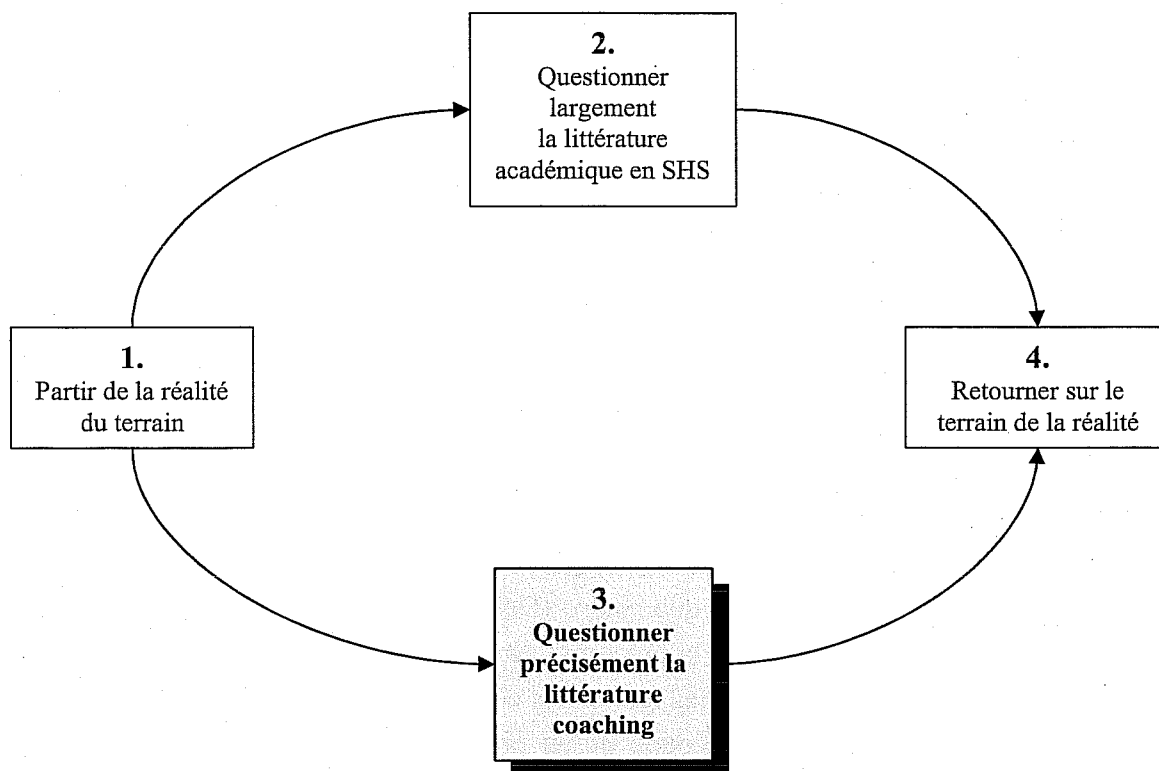 2.
Questionner
largement
la littérature
académique en SHS
1.
Partir de la réalité
du terrain
4.
Retourner sur le
terrain de la réalité
3.
Questionner
précisément la
littérature
coaching